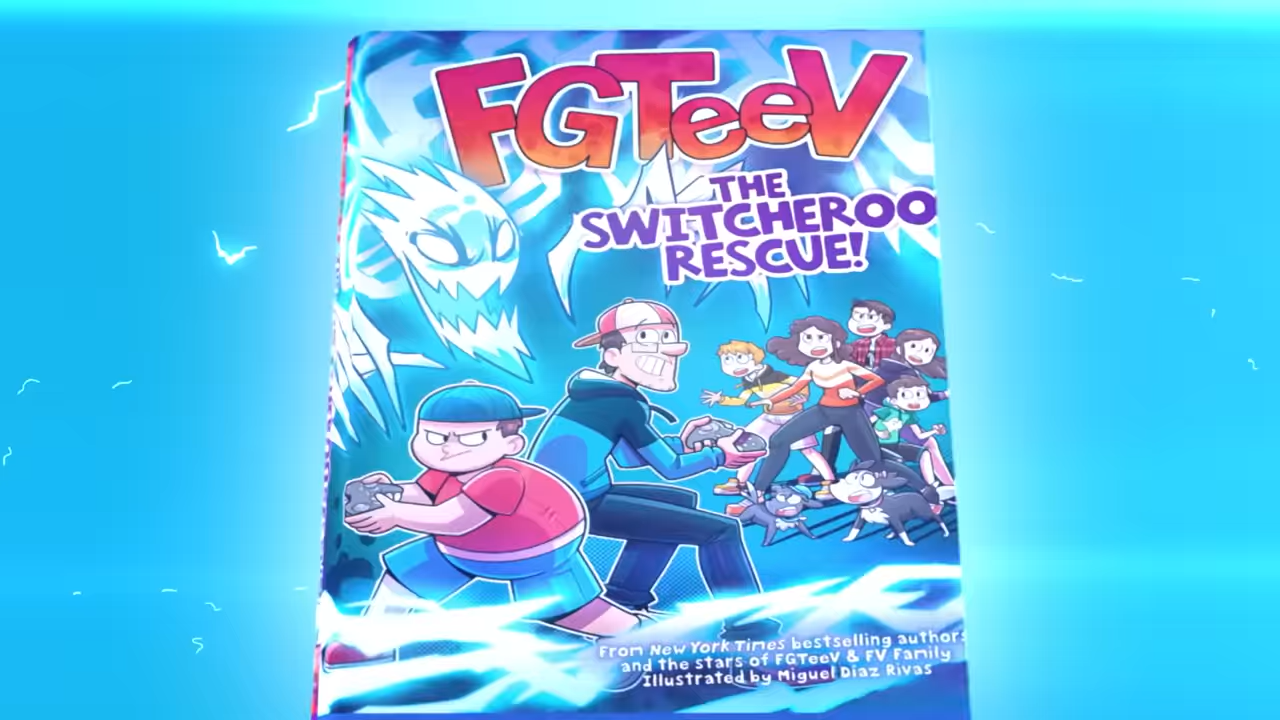 FGTeeV
THE
SWITCHEROO
RESCUE!
From New York Times bestselling authors
and the stars of FGTeeV & FV Family
Illustrated by Miguel Díaz Rivas